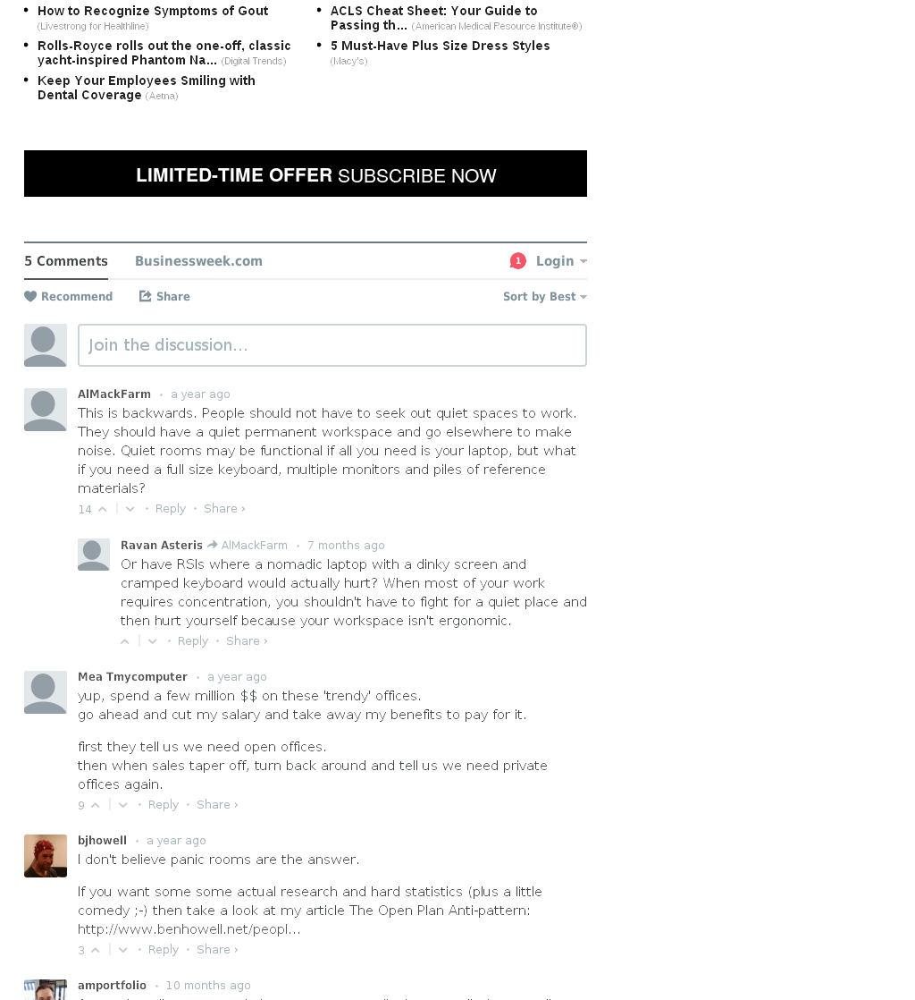 How to Recognize Symptoms of Gout
(Livestrong for Healthline)
Rolls-Royce rolls out the one-off, classic
yacht-inspired Phantom Na... (Digital Trends)
Keep Your Employees Smiling with
Dental Coverage (Aetna)
ACLS Cheat Sheet: Your Guide to
Passing th... (American Medical Resource Institute®)
5 Must-Have Plus Size Dress Styles
(Macy's)
LIMITED-TIME OFFER SUBSCRIBE NOW
5 Comments Businessweek.com 1 Login
Recommend Share Sort by Best
Join the discussion...
AlMackFarm • a year ago
This is backwards. People should not have to seek out quiet spaces to work.
They should have a quiet permanent workspace and go elsewhere to make
noise. Quiet rooms may be functional if all you need is your laptop, but what
if you need a full size keyboard, multiple monitors and piles of reference
materials?
14 • Reply • Share ›
Ravan Asteris AlMackFarm • 7 months ago
Or have RSIs where a nomadic laptop with a dinky screen and
cramped keyboard would actually hurt? When most of your work
requires concentration, you shouldn't have to fight for a quiet place and
then hurt yourself because your workspace isn't ergonomic.
• Reply • Share ›
Mea Tmycomputer • a year ago
yup, spend a few million $$ on these 'trendy' offices.
go ahead and cut my salary and take away my benefits to pay for it.
first they tell us we need open offices.
then when sales taper off, turn back around and tell us we need private
offices again.
9 • Reply • Share ›
bjhowell • a year ago
I don't believe panic rooms are the answer.
If you want some some actual research and hard statistics (plus a little
comedy ;-) then take a look at my article The Open Plan Anti-pattern:
http://www.benhowell.net/peopl...
3 • Reply • Share ›
amportfolio • 10 months ago